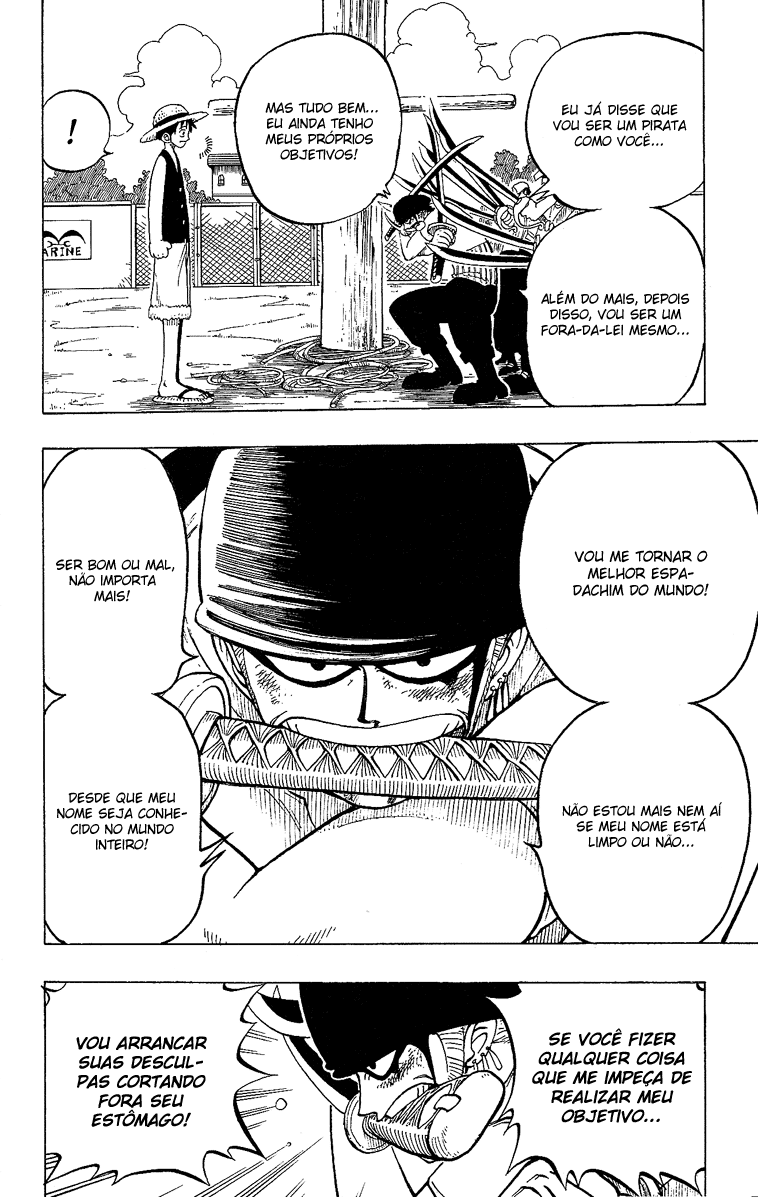 EU JÁ DISSE QUE
VOU SER UM PIRATA
COMO VOCÊ...
ALÉM DO MAIS, DEPOIS
DISSO, VOU SER UM
FORA-DA-LEI MESMO...
MAS TUDO BEM...
EU AINDA TENHO
MEUS PRÓPRIOS
OBJETIVOS!
!
ARINE
VOU ME TORNAR O
MELHOR ESPA-
DACHIM DO MUNDO!
NÃO ESTOU MAIS NEM AÍ
SE MEU NOME ESTÁ
LIMPO OU NÃO...
SER BOM OU MAL,
NÃO IMPORTA
MAIS!
DESDE QUE MEU
NOME SEJA CONHE-
CIDO NO MUNDO
INTEIRO!
SE VOCÊ FIZER
QUALQUER COISA
QUE ME IMPEÇA DE
REALIZAR MEU
OBJETIVO...
VOU ARRANCAR
SUAS DESCUL-
PAS CORTANDO
FORA SEU
ESTÔMAGO!